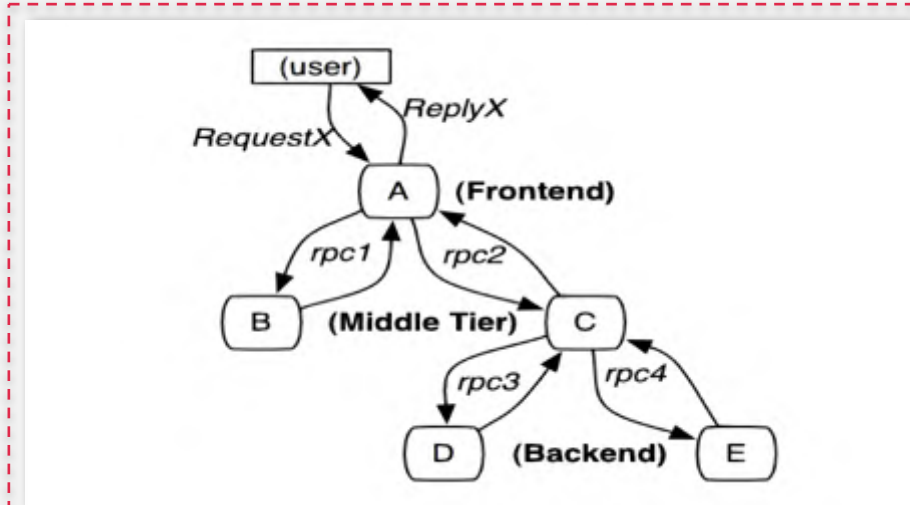 (user)
ReplyX
RequestX
A
(Frontend)
rpc1
rpc2
B
(Middle Tier)
C
rpc3
rpc4
D
(Backend)
E